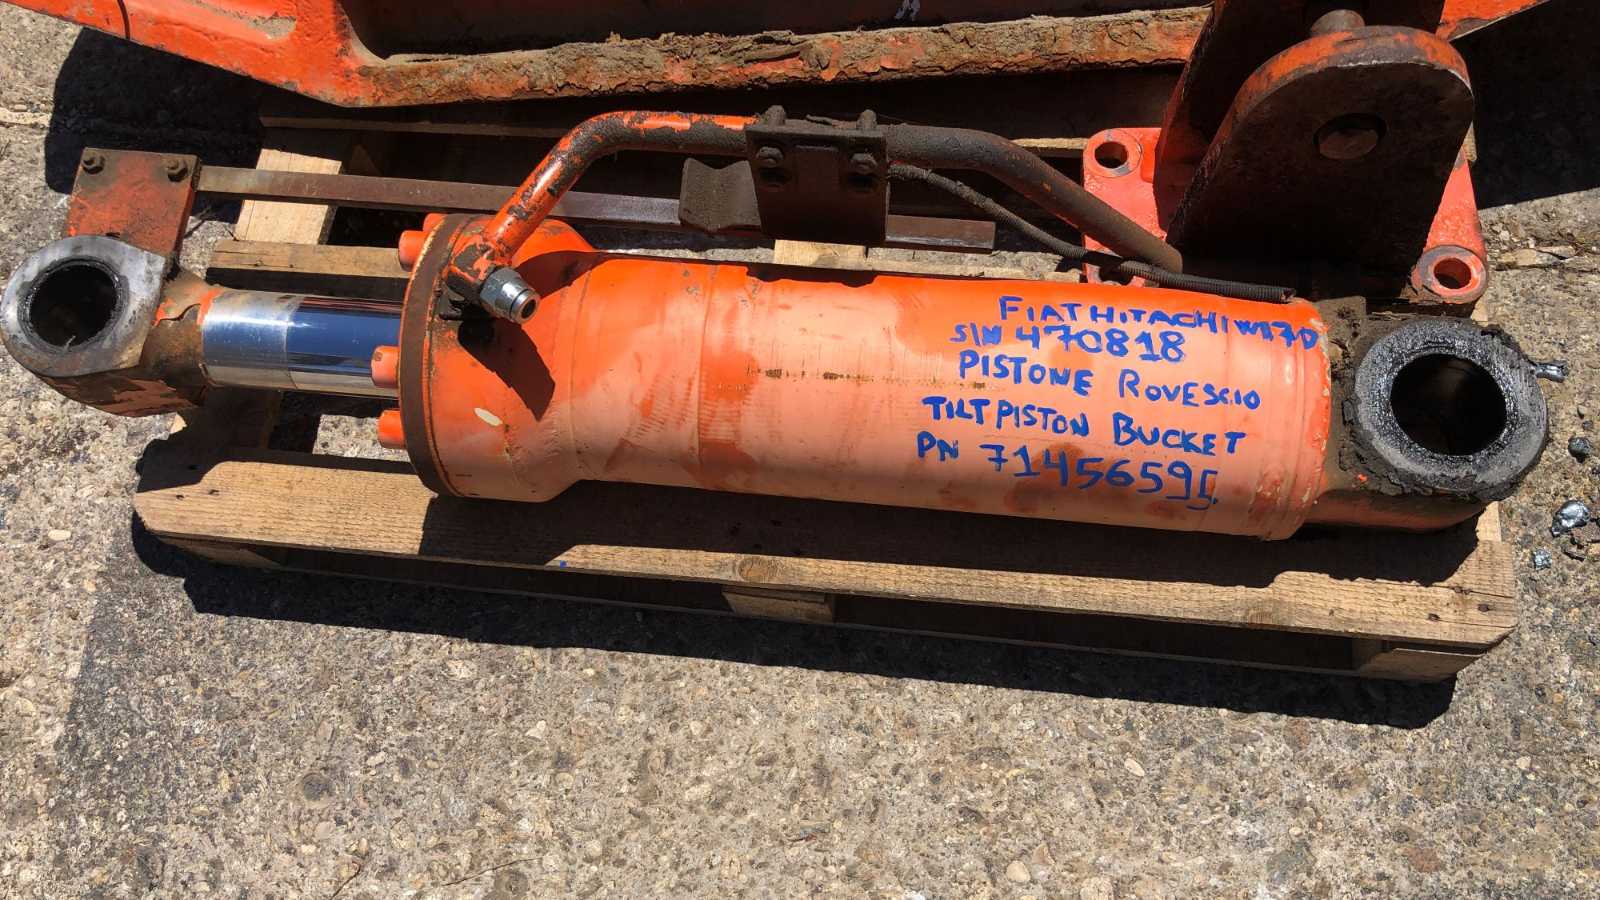 FIAT HITACHI W170
S/N 470818
PISTONE ROVESCIO
TILT PISTON BUCKET
PN 71456595